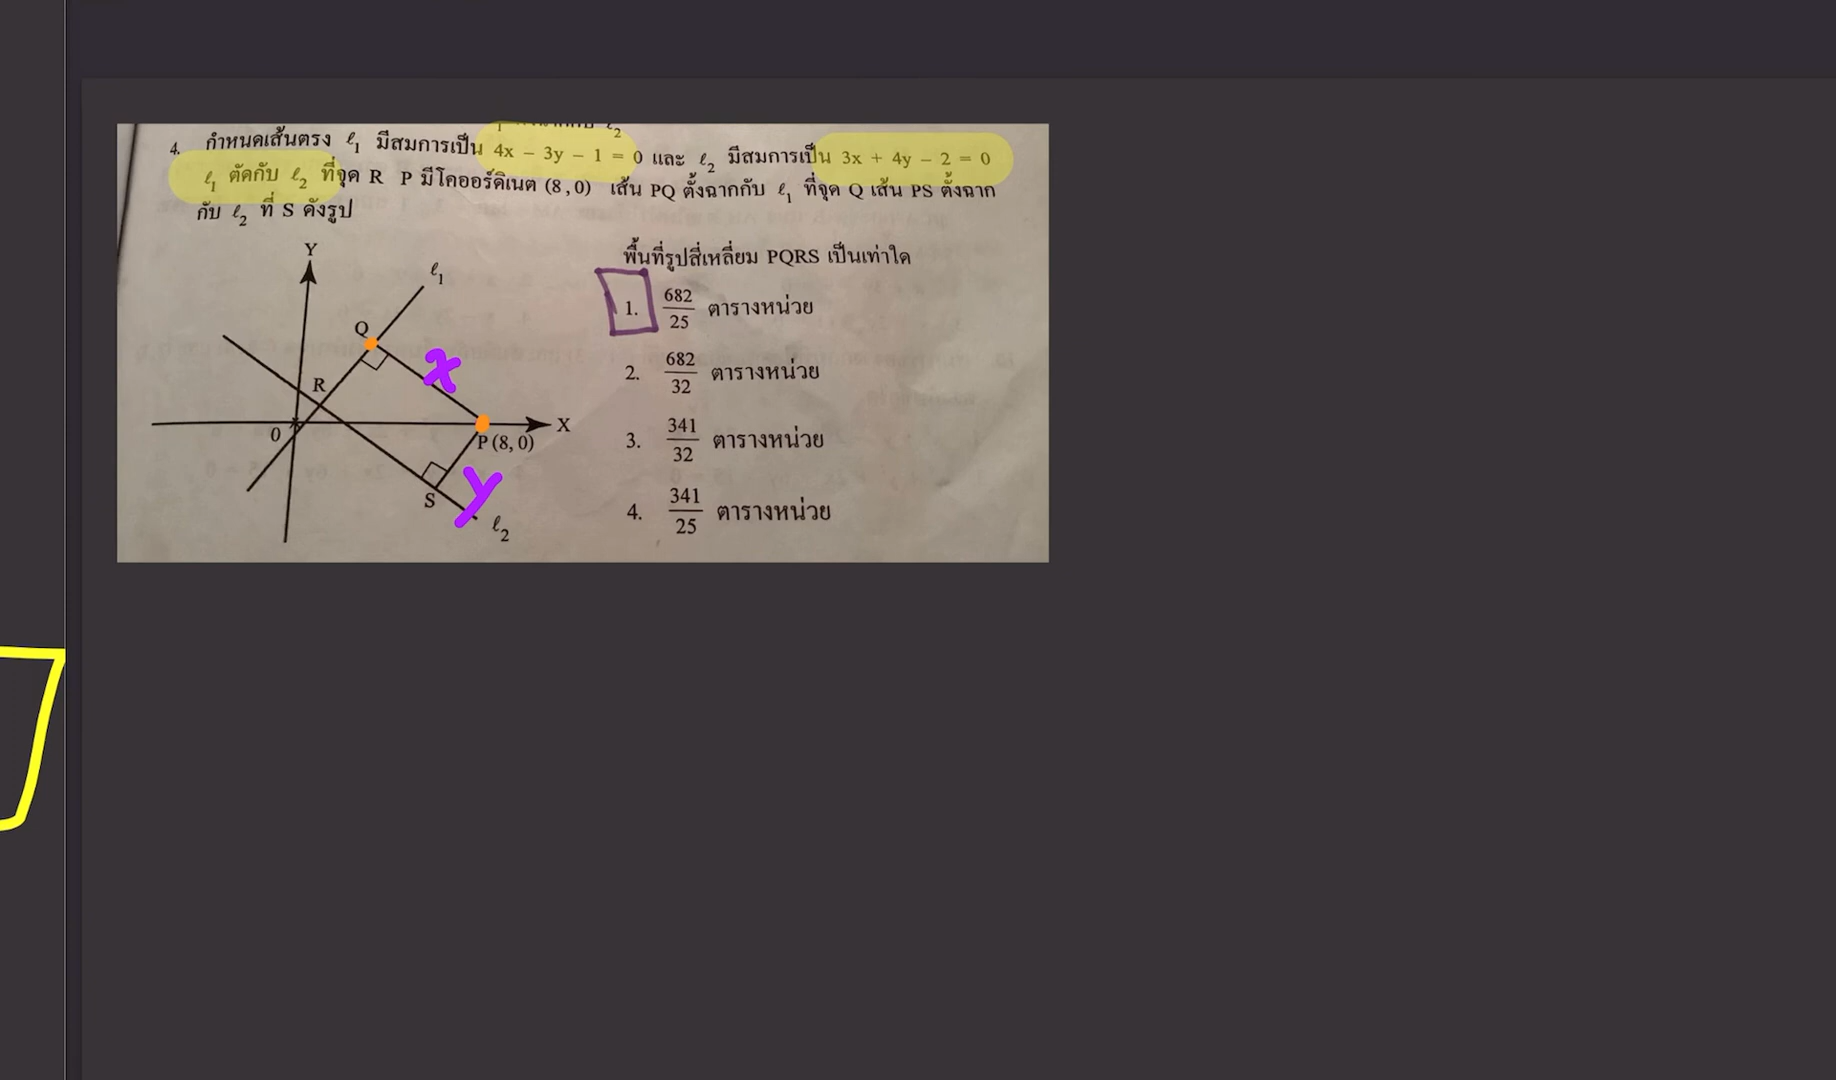 4. กำหนดเส้นตรง ℓ₁ มีสมการเป็น 4x – 3y – 1 = 0 และ ℓ₂ มีสมการเป็น 3x + 4y – 2 = 0
ℓ₁ ตัดกับ ℓ₂ ที่จุด R P มีโคออร์ดิเนต (8,0) เส้น PQ ตั้งฉากกับ ℓ₁ ที่จุด Q เส้น PS ตั้งฉาก
กับ ℓ₂ ที่ S ดังรูป
Y
ℓ₁
Q
x
R
0
X
P (8, 0)
S
y
ℓ₂
พื้นที่รูปสี่เหลี่ยม PQRS เป็นเท่าใด
1. 682/25 ตารางหน่วย
2. 682/32 ตารางหน่วย
3. 341/32 ตารางหน่วย
4. 341/25 ตารางหน่วย